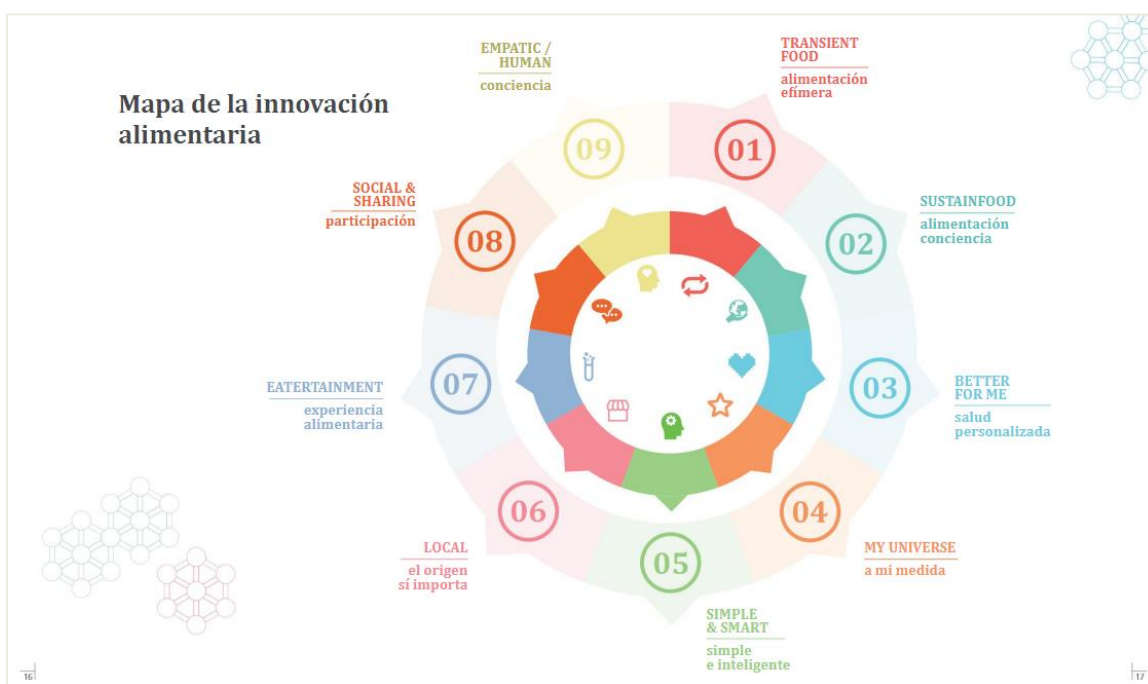 Mapa de la innovación
alimentaria
TRANSIENT
FOOD
alimentación
efímera
01
SUSTAINFOOD
alimentación
conciencia
02
BETTER
FOR ME
salud
personalizada
03
MY UNIVERSE
a mi medida
04
SIMPLE
& SMART
simple
e inteligente
05
LOCAL
el origen
sí importa
06
EATERTAINMENT
experiencia
alimentaria
07
SOCIAL &
SHARING
participación
08
EMPATIC /
HUMAN
conciencia
09
16
17